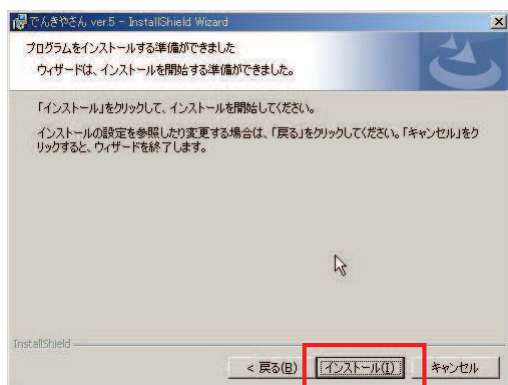 でんきやさん ver.5 - InstallShield Wizard
プログラムをインストールする準備ができました
ウィザードは、インストールを開始する準備ができました。
「インストール」をクリックして、インストールを開始してください。
インストールの設定を参照したり変更する場合は、「戻る」をクリックしてください。「キャンセル」をク
リックすると、ウィザードを終了します。
InstallShield
< 戻る(B)
インストール(I)
キャンセル